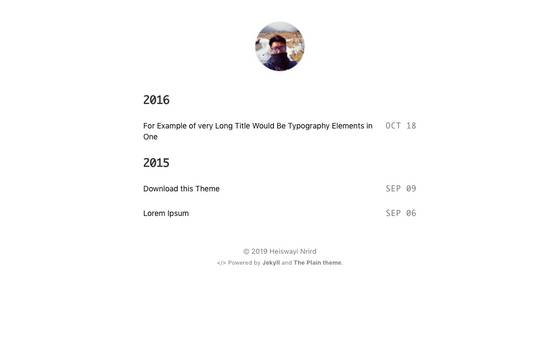 2016
For Example of very Long Title Would Be Typography Elements in OCT 18
One
2015
Download this Theme SEP 09
Lorem Ipsum SEP 06
© 2019 Heiswayi Nrird
</> Powered by Jekyll and The Plain theme.